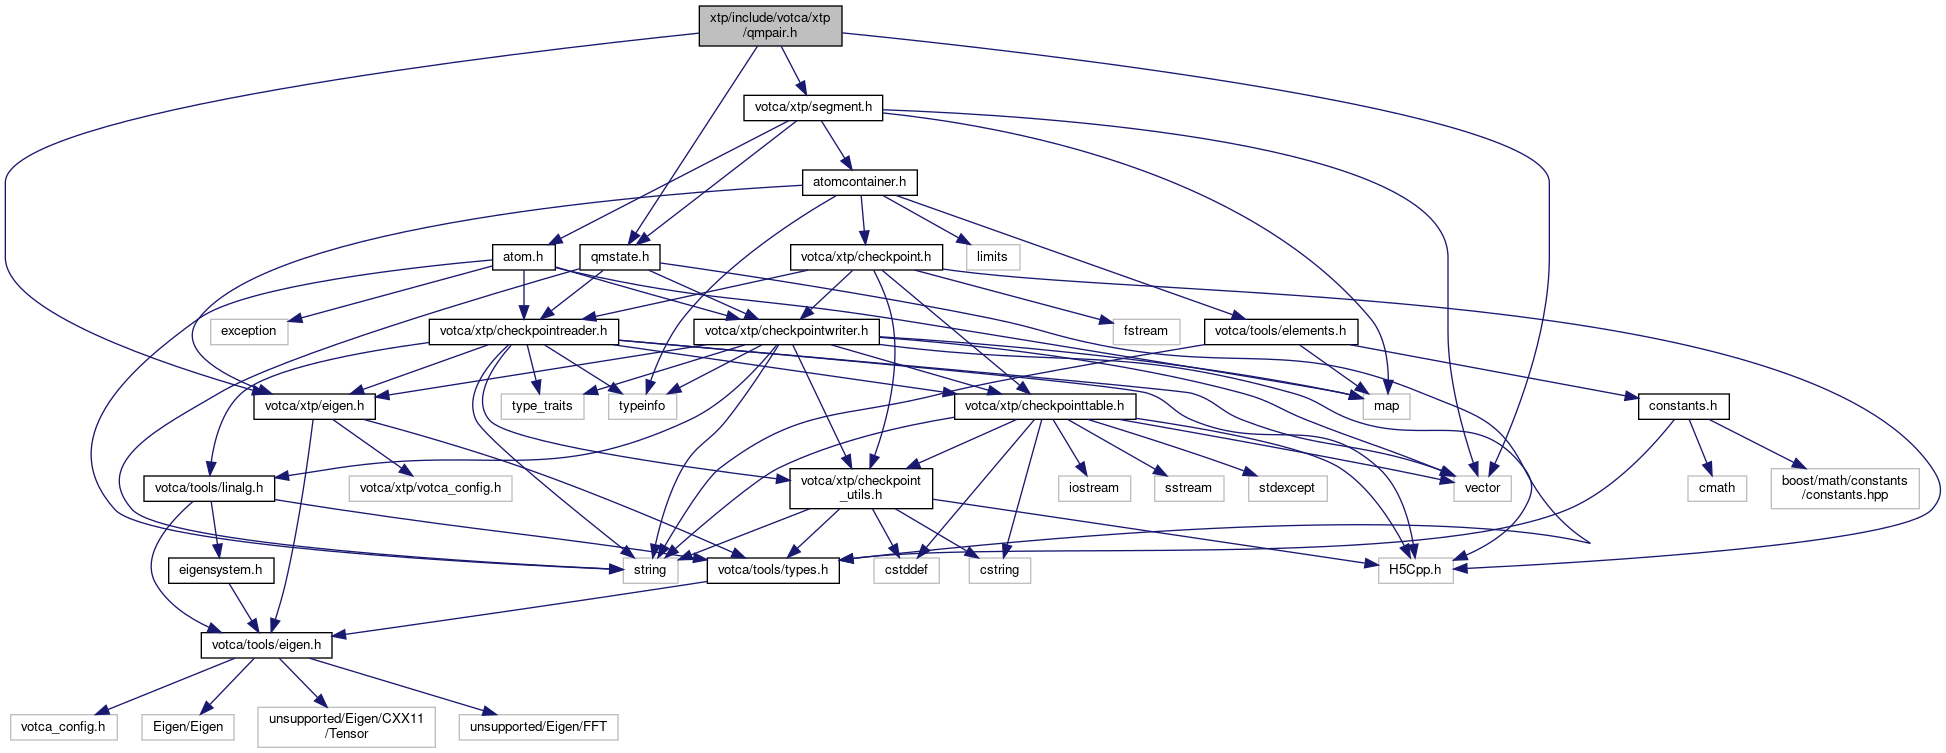 xtp/include/votca/xtp
/qmpair.h
votca/xtp/segment.h
atomcontainer.h
atom.h
qmstate.h
votca/xtp/checkpoint.h
limits
exception
votca/xtp/checkpointreader.h
votca/xtp/checkpointwriter.h
fstream
votca/tools/elements.h
votca/xtp/eigen.h
type_traits
typeinfo
votca/xtp/checkpointtable.h
map
constants.h
votca/tools/linalg.h
votca/xtp/votca_config.h
votca/xtp/checkpoint
_utils.h
iostream
sstream
stdexcept
vector
cmath
boost/math/constants
/constants.hpp
eigensystem.h
string
votca/tools/types.h
cstddef
cstring
H5Cpp.h
votca/tools/eigen.h
votca_config.h
Eigen/Eigen
unsupported/Eigen/CXX11
/Tensor
unsupported/Eigen/FFT